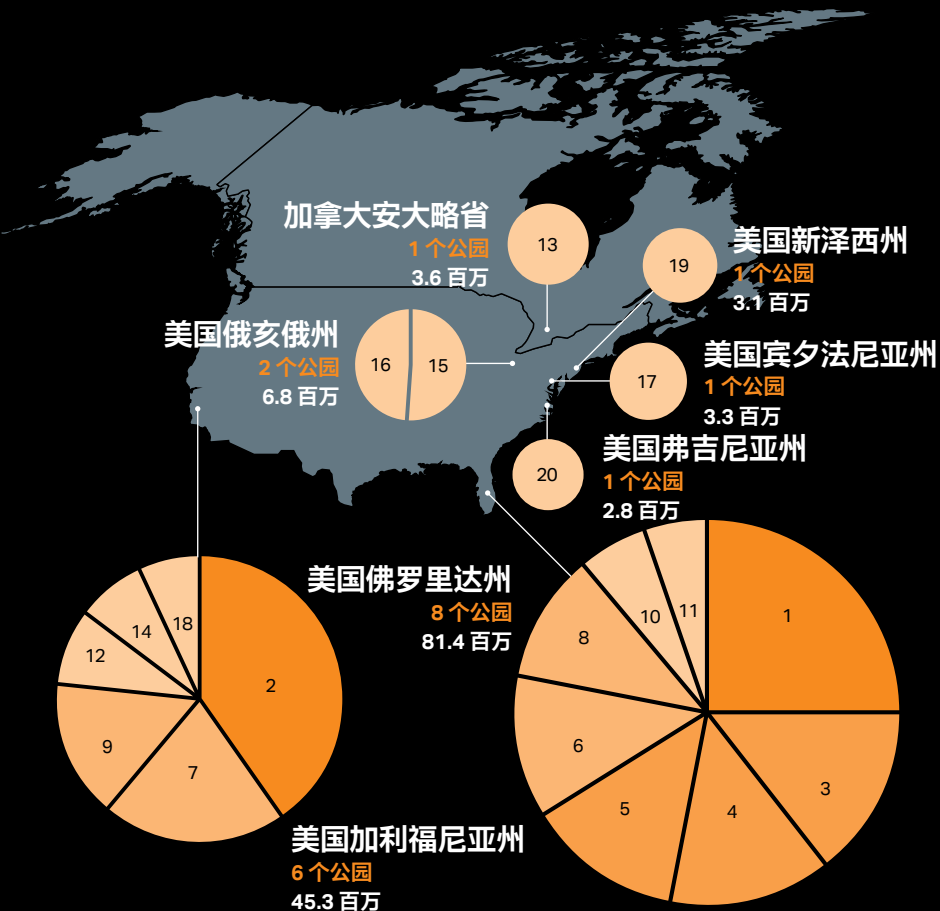 加拿大安大略省
1 个公园
3.6 百万
13
19
美国新泽西州
1 个公园
3.1 百万
美国俄亥俄州
2 个公园
6.8 百万
16
15
17
美国宾夕法尼亚州
1 个公园
3.3 百万
20
美国弗吉尼亚州
1 个公园
2.8 百万
美国佛罗里达州
8 个公园
81.4 百万
1
3
4
5
6
8
10
11
2
7
9
12
14
18
美国加利福尼亚州
6 个公园
45.3 百万